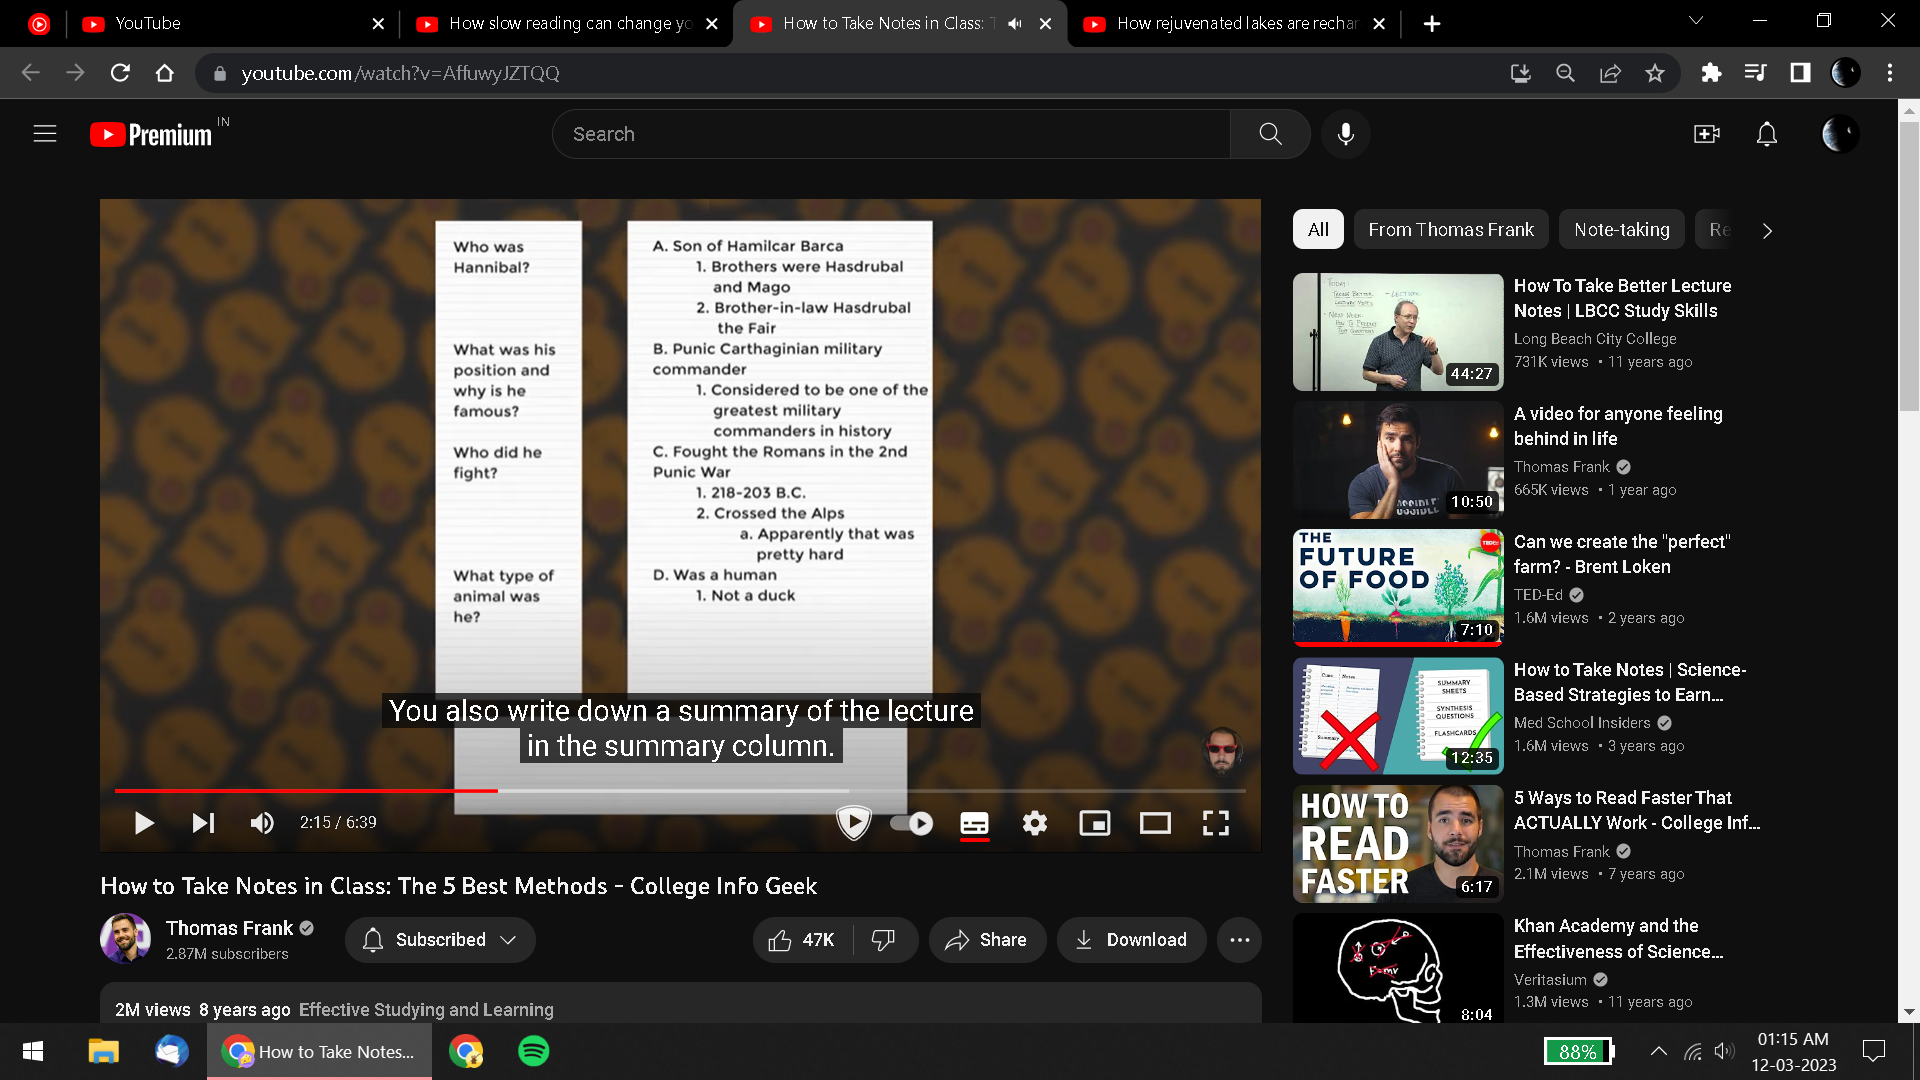 YouTube
How slow reading can change yo
How to Take Notes in Class: T
How rejuvenated lakes are rechar
youtube.com/watch?v=AffuwyJZTQQ
Premium IN
Search
Who was
Hannibal?
What was his
position and
why is he
famous?
Who did he
fight?
What type of
animal was
he?
A. Son of Hamilcar Barca
1. Brothers were Hasdrubal
and Mago
2. Brother-in-law Hasdrubal
the Fair
B. Punic Carthaginian military
commander
1. Considered to be one of the
greatest military
commanders in history
C. Fought the Romans in the 2nd
Punic War
1. 218-203 B.C.
2. Crossed the Alps
a. Apparently that was
pretty hard
D. Was a human
1. Not a duck
You also write down a summary of the lecture
in the summary column.
2:15 / 6:39
How to Take Notes in Class: The 5 Best Methods - College Info Geek
Thomas Frank
2.87M subscribers
Subscribed
47K
Share
Download
2M views 8 years ago Effective Studying and Learning
All
From Thomas Frank
Note-taking
Re
44:27
How To Take Better Lecture
Notes | LBCC Study Skills
Long Beach City College
731K views • 11 years ago
10:50
A video for anyone feeling
behind in life
Thomas Frank
665K views • 1 year ago
THE
FUTURE
OF FOOD
7:10
Can we create the "perfect"
farm? - Brent Loken
TED-Ed
1.6M views • 2 years ago
SUMMARY
SHEETS
SYNTHESIS
QUESTIONS
FLASHCARDS
12:35
How to Take Notes | Science-
Based Strategies to Earn...
Med School Insiders
1.6M views • 3 years ago
HOW TO
READ
FASTER
6:17
5 Ways to Read Faster That
ACTUALLY Work - College Inf...
Thomas Frank
2.1M views • 7 years ago
8:04
Khan Academy and the
Effectiveness of Science...
Veritasium
1.3M views • 11 years ago
How to Take Notes...
88%
01:15 AM
12-03-2023